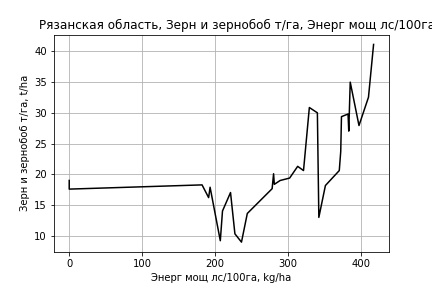 Рязанская область, Зерн и зернобоб т/га, Энерг мощ лс/100га
40
35
30
25
20
15
10
Зерн и зернобоб т/га, t/ha
0 100 200 300 400
Энерг мощ лс/100га, kg/ha